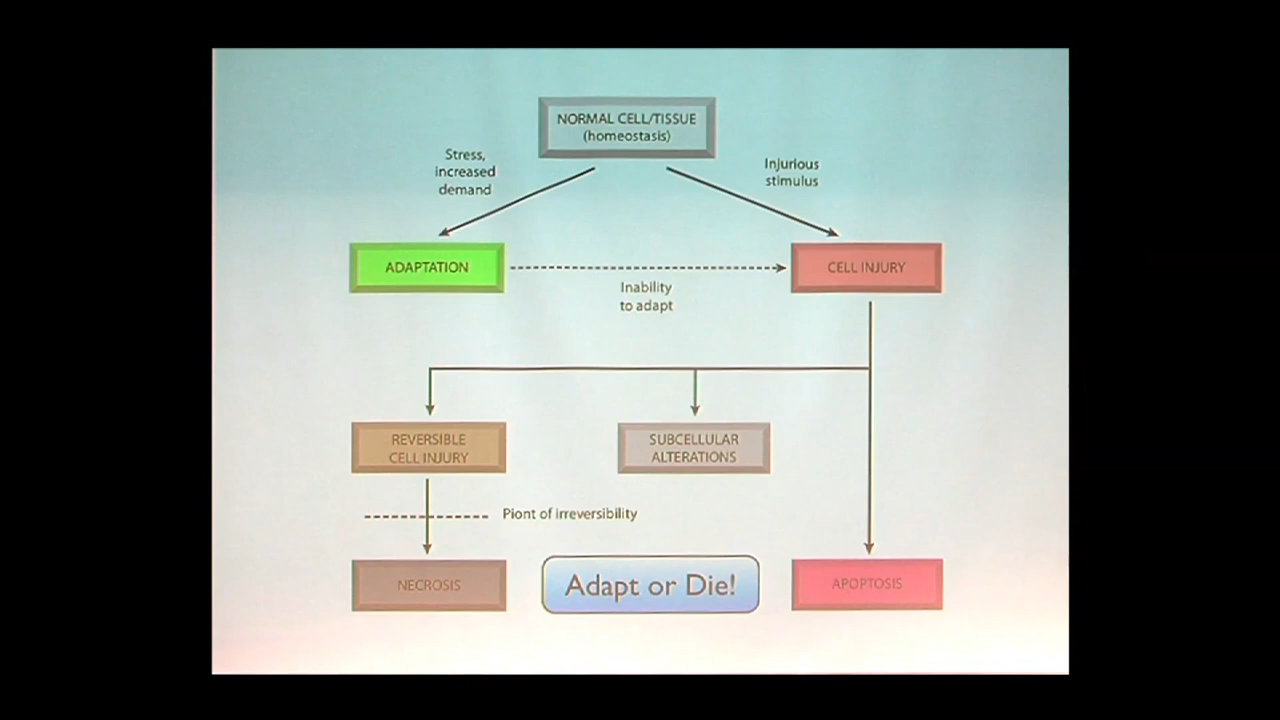 NORMAL CELL/TISSUE
(homeostasis)
Stress,
increased
demand
Injurious
stimulus
ADAPTATION
CELL INJURY
Inability
to adapt
REVERSIBLE
CELL INJURY
SUBCELLULAR
ALTERATIONS
Piont of irreversibility
NECROSIS
Adapt or Die!
APOPTOSIS